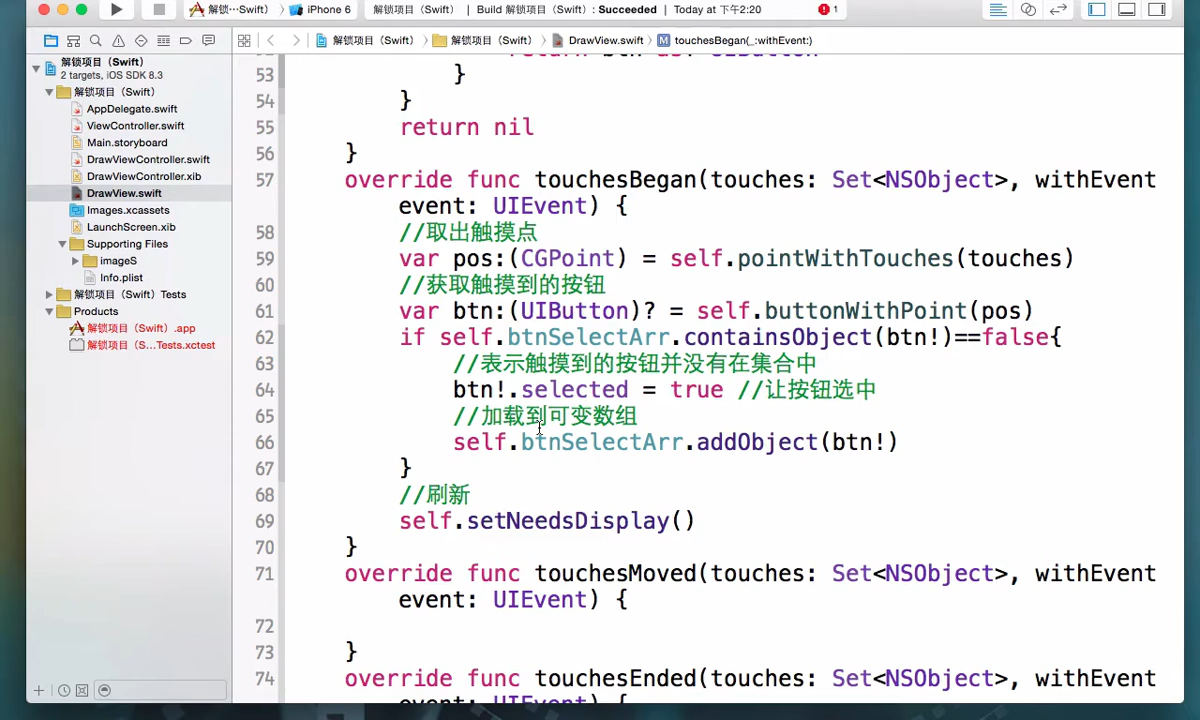 解锁···Swift）
iPhone 6
解锁项目（Swift）
Build 解锁项目（Swift）: Succeeded
Today at 下午2:20
1
解锁项目（Swift）
解锁项目（Swift）
DrawView.swift
M
touchesBegan(_:withEvent:)
解锁项目（Swift）
2 targets, iOS SDK 8.3
解锁项目（Swift）
AppDelegate.swift
ViewController.swift
Main.storyboard
DrawViewController.swift
DrawViewController.xib
DrawView.swift
Images.xcassets
LaunchScreen.xib
Supporting Files
imageS
Info.plist
解锁项目（Swift）Tests
Products
解锁项目（Swift）.app
解锁项目（S...Tests.xctest
53 }
54 }
55 return nil
56 }
57 override func touchesBegan(touches: Set<NSObject>, withEvent
event: UIEvent) {
58 //取出触摸点
59 var pos:(CGPoint) = self.pointWithTouches(touches)
60 //获取触摸到的按钮
61 var btn:(UIButton)? = self.buttonWithPoint(pos)
62 if self.btnSelectArr.containsObject(btn!)==false{
63 //表示触摸到的按钮并没有在集合中
64 btn!.selected = true //让按钮选中
65 //加载到可变数组
66 self.btnSelectArr.addObject(btn!)
67 }
68 //刷新
69 self.setNeedsDisplay()
70 }
71 override func touchesMoved(touches: Set<NSObject>, withEvent
event: UIEvent) {
72
73 }
74 override func touchesEnded(touches: Set<NSObject>, withEvent
event: UIEvent) {